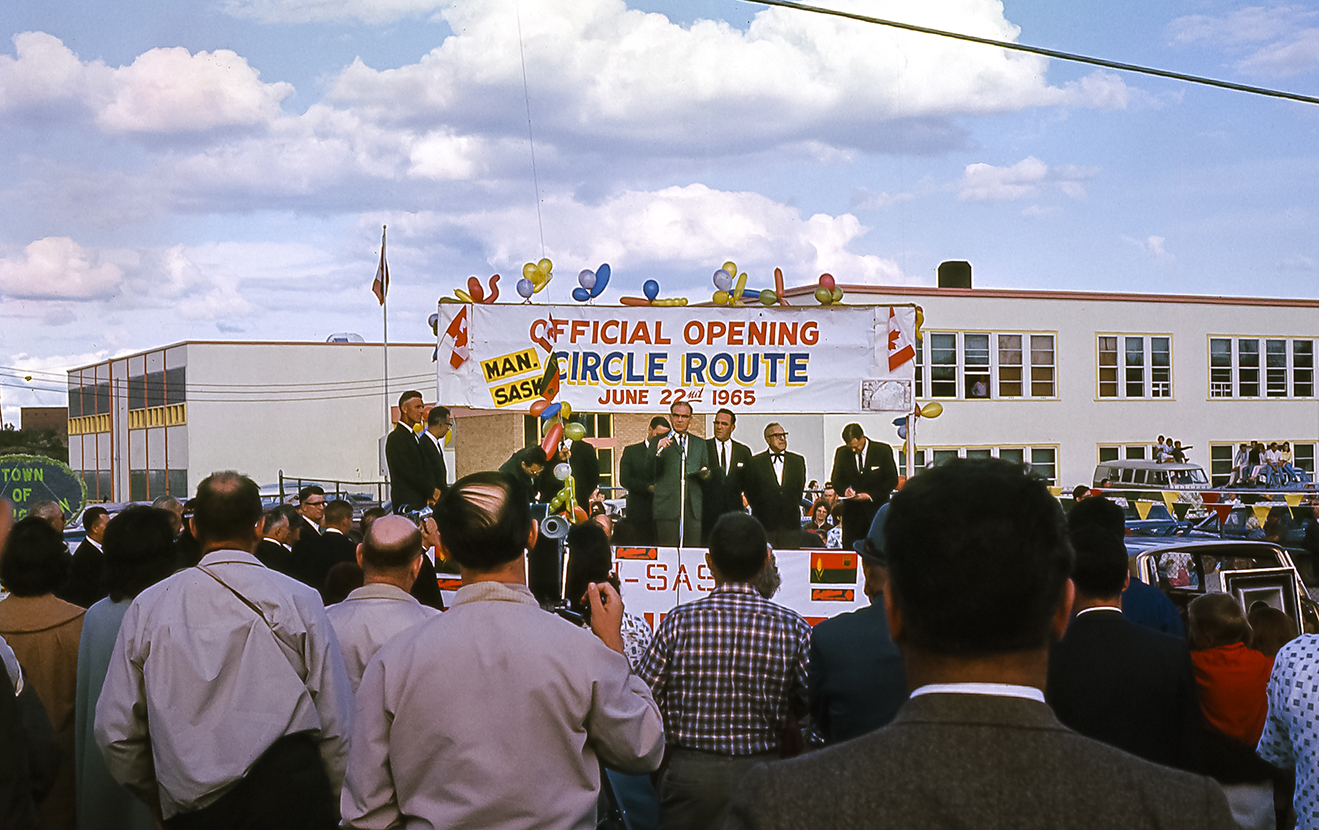 OFFICIAL OPENING
MAN.
SASK
CIRCLE ROUTE
JUNE 22nd 1965
TOWN
OF
-SAS